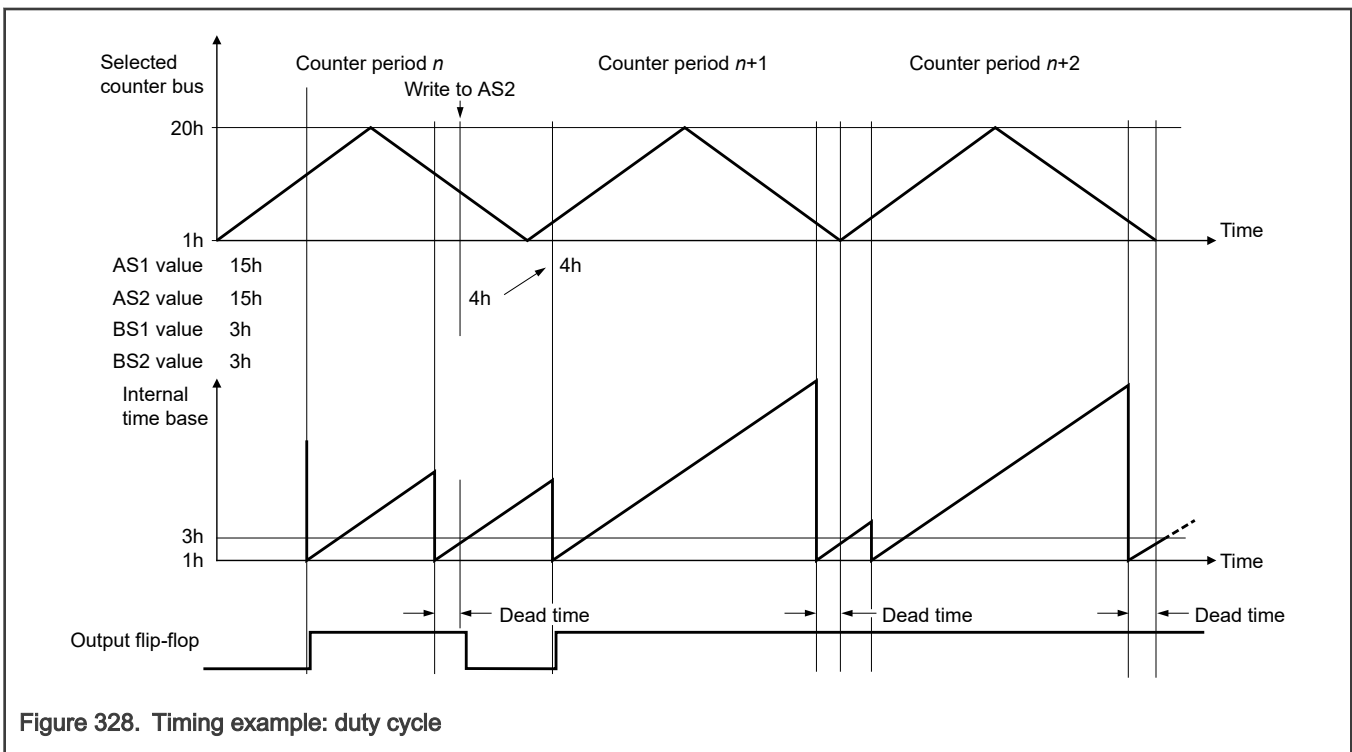 Selected
counter bus
Counter period n
Counter period n+1
Counter period n+2
Write to AS2
20h
1h
Time
AS1 value 15h
4h
AS2 value 15h
4h
BS1 value 3h
BS2 value 3h
Internal
time base
3h
1h
Time
Dead time
Dead time
Dead time
Output flip-flop
Figure 328. Timing example: duty cycle